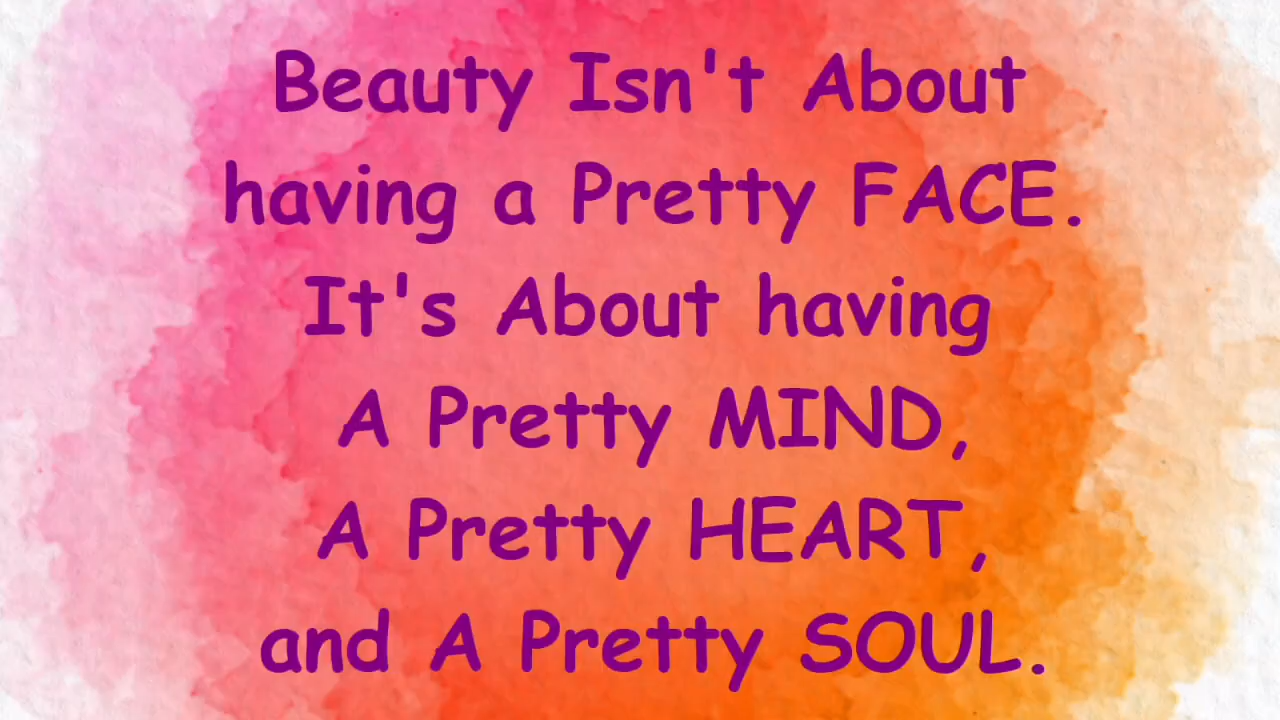 Beauty Isn't About
having a Pretty FACE.
It's About having
A Pretty MIND,
A Pretty HEART,
and A Pretty SOUL.